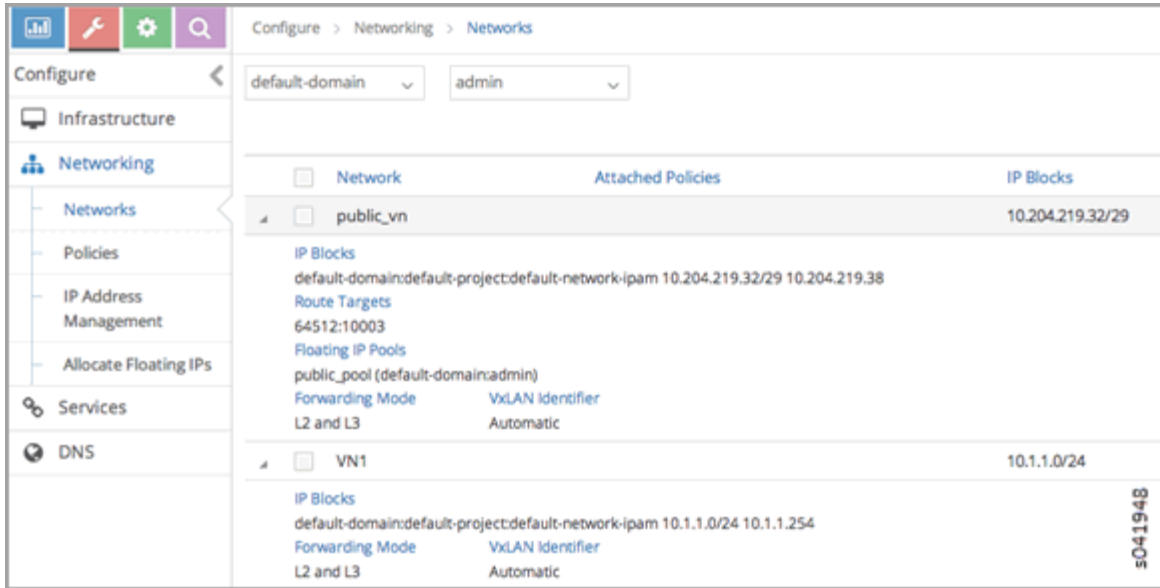 Configure > Networking > Networks
Configure
default-domain
admin
Infrastructure
Networking
Networks
Policies
IP Address
Management
Allocate Floating IPs
Services
DNS
Network Attached Policies IP Blocks
public_vn 10.204.219.32/29
IP Blocks
default-domain:default-project:default-network-ipam 10.204.219.32/29 10.204.219.38
Route Targets
64512:10003
Floating IP Pools
public_pool (default-domain:admin)
Forwarding Mode VxLAN Identifier
L2 and L3 Automatic
VN1 10.1.1.0/24
IP Blocks
default-domain:default-project:default-network-ipam 10.1.1.0/24 10.1.1.254
Forwarding Mode VxLAN Identifier
L2 and L3 Automatic
s041948